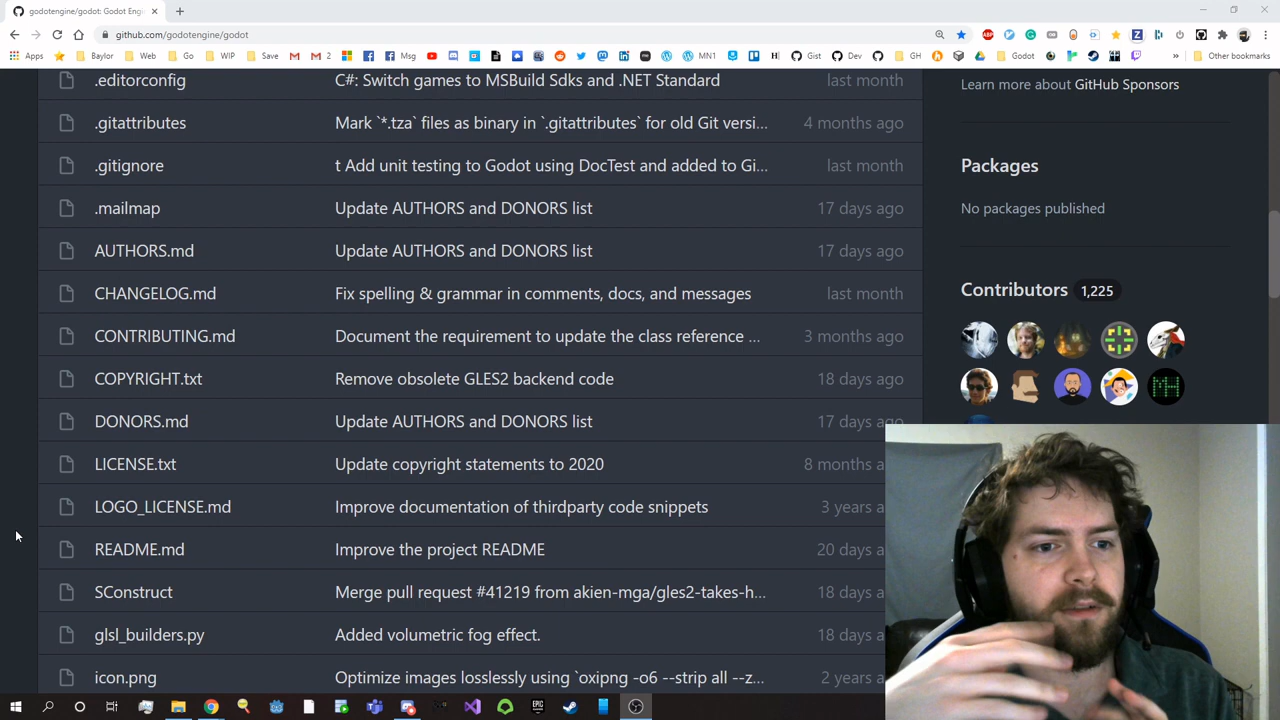 godotengine/godot: Godot Engi
github.com/godotengine/godot
Apps
Baylor
Web
Go
WIP
Save
M 2
Msg
MN1
Gist
Dev
GH
Godot
»
Other bookmarks
.editorconfig C#: Switch games to MSBuild Sdks and .NET Standard last month
.gitattributes Mark `*.tza` files as binary in `.gitattributes` for old Git versi... 4 months ago
.gitignore t Add unit testing to Godot using DocTest and added to Gi... last month
.mailmap Update AUTHORS and DONORS list 17 days ago
AUTHORS.md Update AUTHORS and DONORS list 17 days ago
CHANGELOG.md Fix spelling & grammar in comments, docs, and messages last month
CONTRIBUTING.md Document the requirement to update the class reference ... 3 months ago
COPYRIGHT.txt Remove obsolete GLES2 backend code 18 days ago
DONORS.md Update AUTHORS and DONORS list 17 days ago
LICENSE.txt Update copyright statements to 2020 8 months a
LOGO_LICENSE.md Improve documentation of thirdparty code snippets 3 years a
README.md Improve the project README 20 days a
SConstruct Merge pull request #41219 from akien-mga/gles2-takes-h... 18 days a
glsl_builders.py Added volumetric fog effect. 18 days a
icon.png Optimize images losslessly using `oxipng -o6 --strip all --z... 2 years a
Learn more about GitHub Sponsors
Packages
No packages published
Contributors 1,225